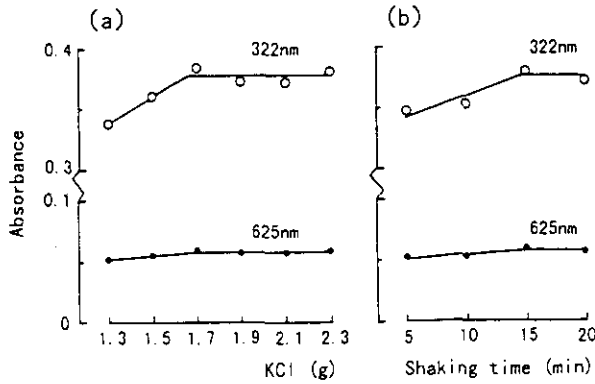 (a)
(b)
0.4
322nm
322nm
0.3
Absorbance
0.1
625nm
625nm
0
1.3 1.5 1.7 1.9 2.1 2.3
5 10 15 20
KCl (g)
Shaking time (min)